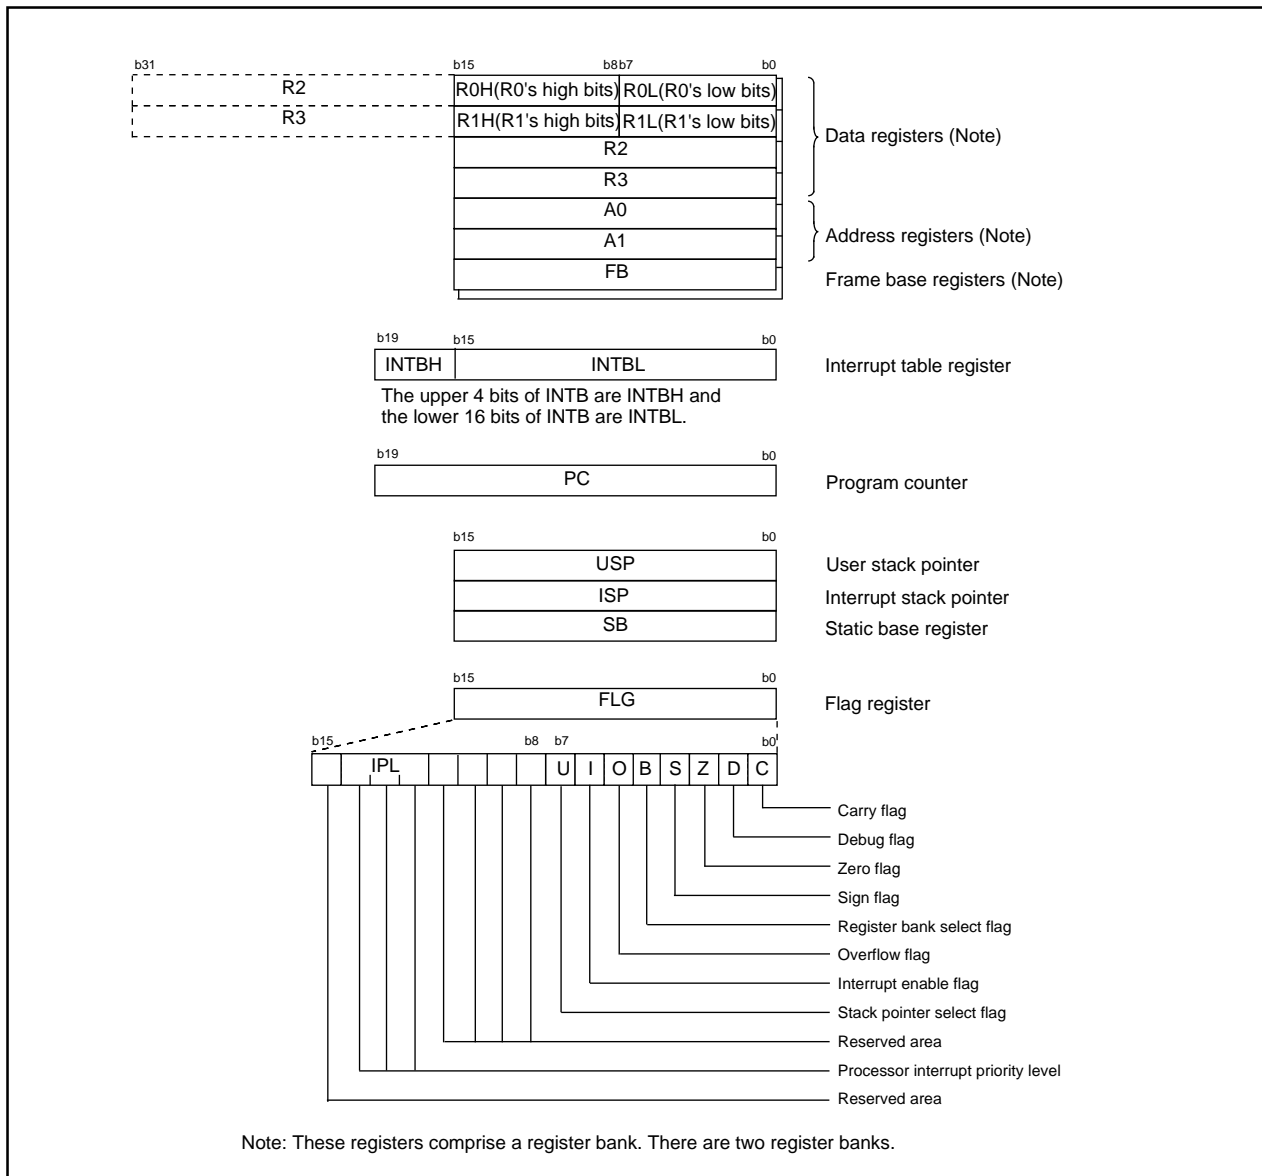 b31 b15 b8b7 b0
R2 R0H(R0's high bits) R0L(R0's low bits)
R3 R1H(R1's high bits) R1L(R1's low bits)
Data registers (Note)
R2
R3
A0
A1
Address registers (Note)
FB
Frame base registers (Note)
b19 b15 b0
INTBH INTBL Interrupt table register
The upper 4 bits of INTB are INTBH and
the lower 16 bits of INTB are INTBL.
b19 b0
PC Program counter
b15 b0
USP User stack pointer
ISP Interrupt stack pointer
SB Static base register
b15 b0
FLG Flag register
b15 b8 b7 b0
IPL U I O B S Z D C
Carry flag
Debug flag
Zero flag
Sign flag
Register bank select flag
Overflow flag
Interrupt enable flag
Stack pointer select flag
Reserved area
Processor interrupt priority level
Reserved area
Note: These registers comprise a register bank. There are two register banks.